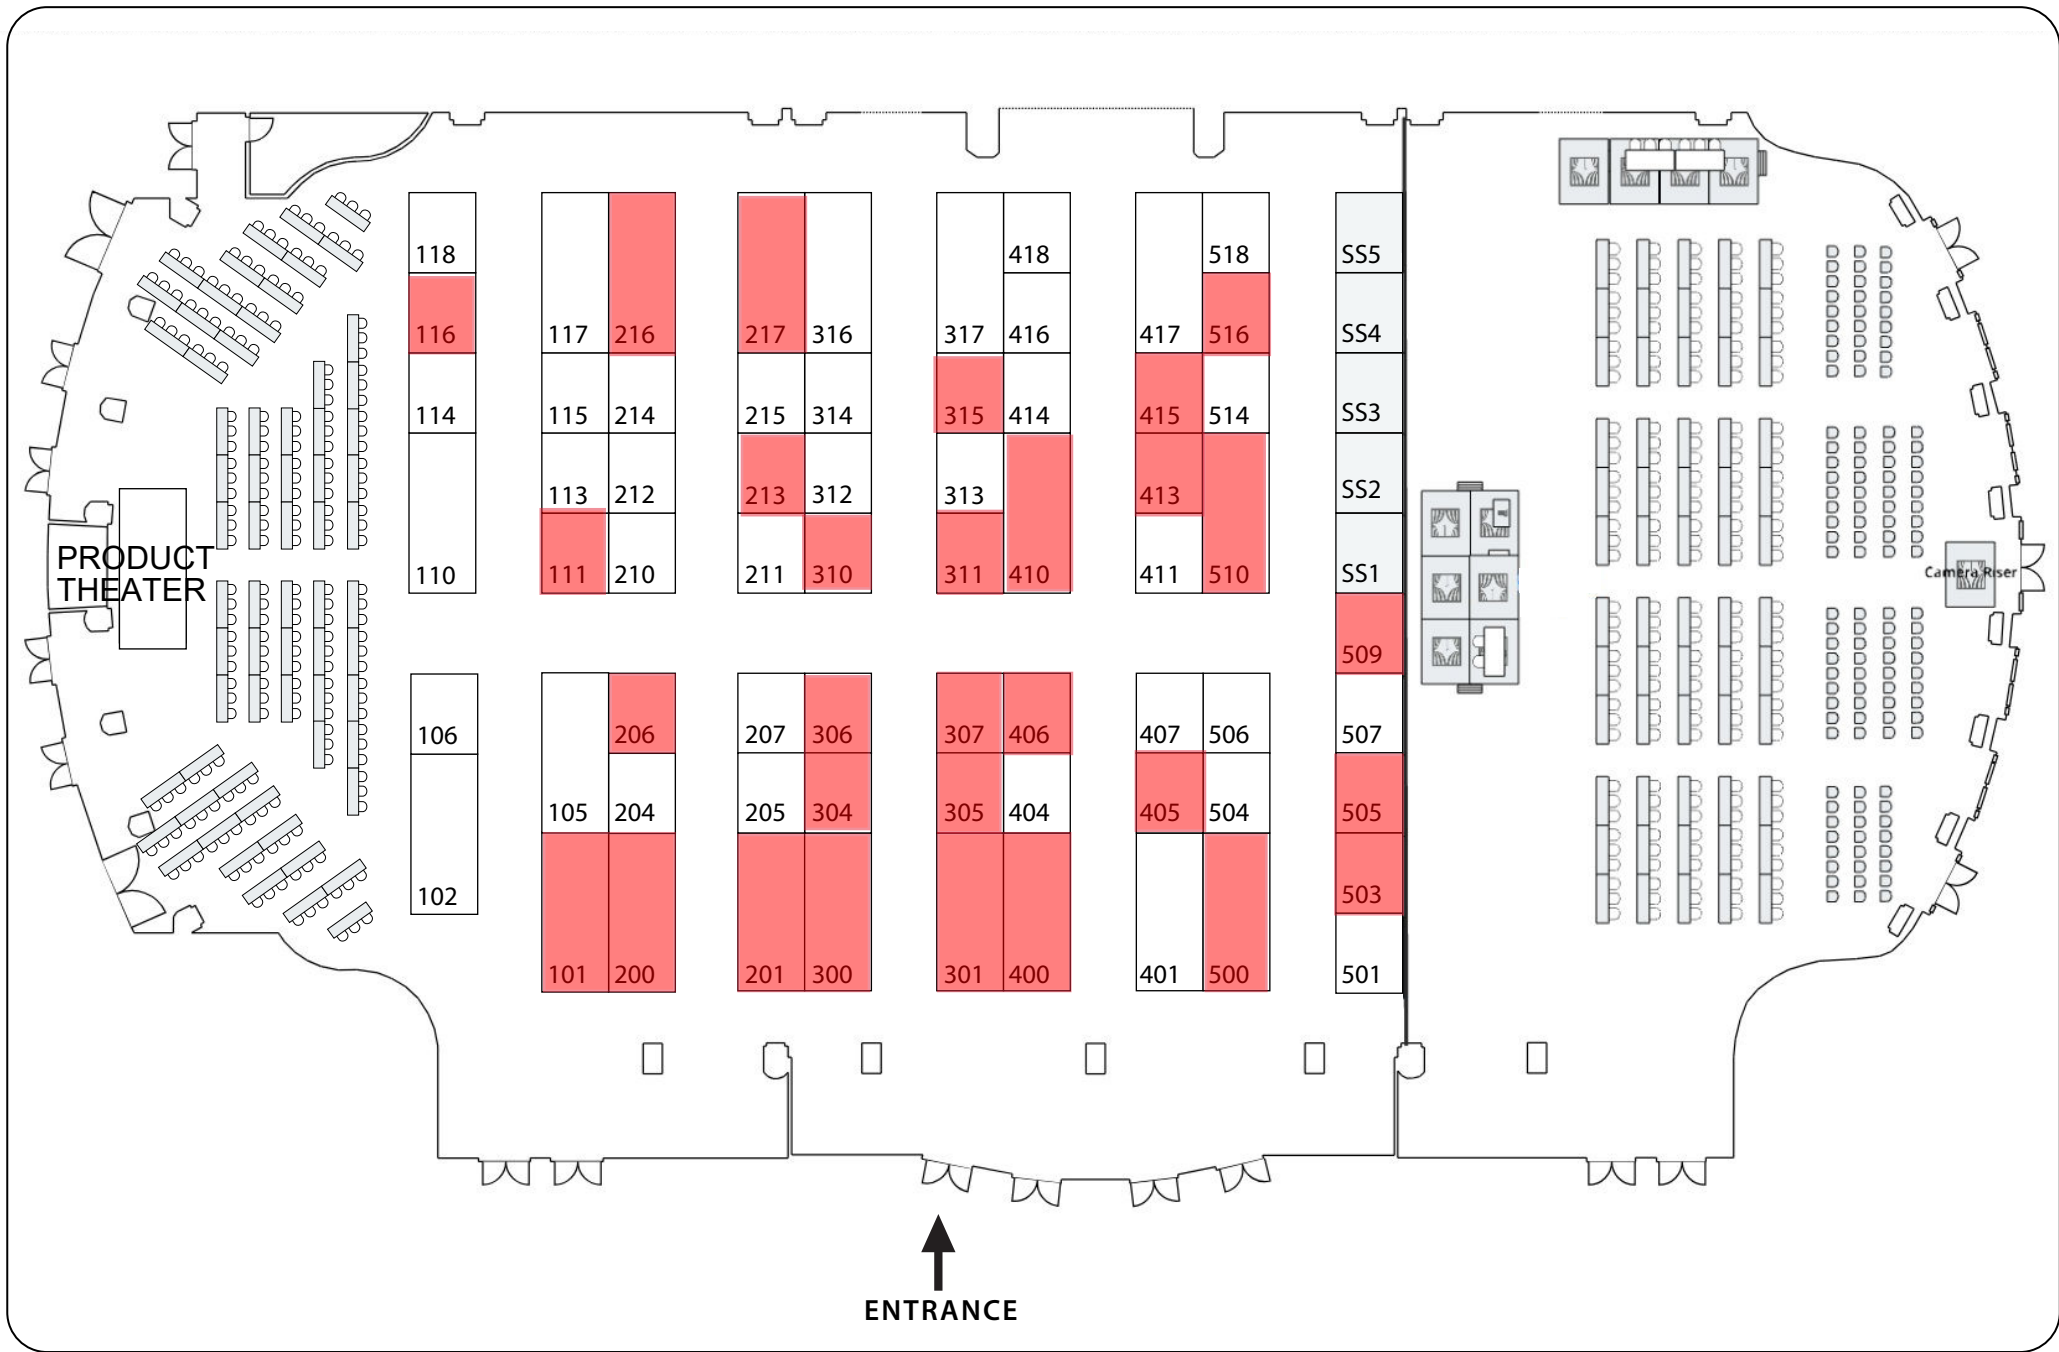 118 418 518 SS5
116 117 216 217 316 317 416 417 516 SS4
114 115 214 215 314 315 414 415 514 SS3
113 212 213 312 313 413 SS2
PRODUCT
THEATER
110 111 210 211 310 311 410 411 510 SS1
Camera Riser
509
106 206 207 306 307 406 407 506 507
105 204 205 304 305 404 405 504 505
102 503
101 200 201 300 301 400 401 500 501
ENTRANCE